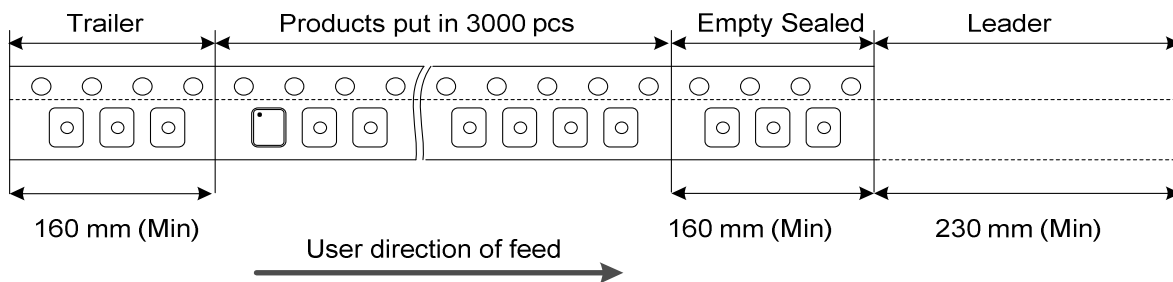 Trailer
Products put in 3000 pcs
Empty Sealed
Leader
160 mm (Min)
160 mm (Min)
230 mm (Min)
User direction of feed